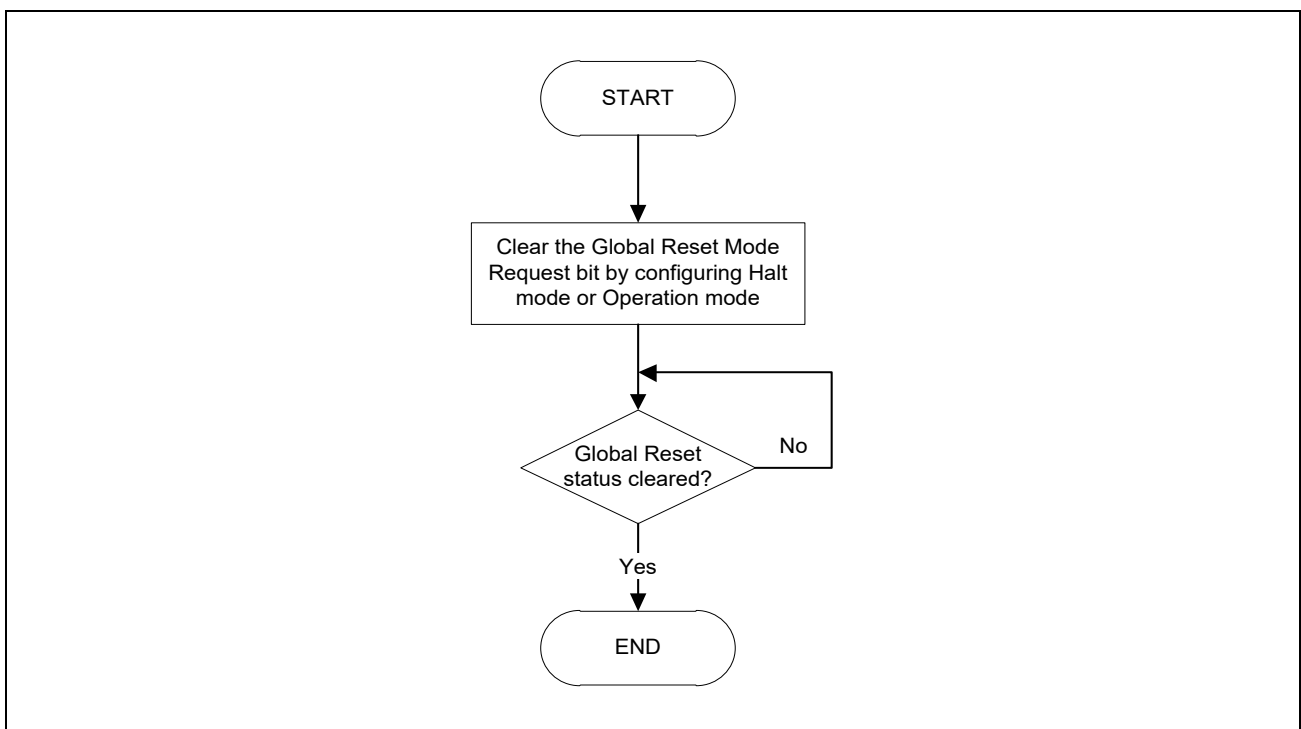 START
Clear the Global Reset Mode
Request bit by configuring Halt
mode or Operation mode
Global Reset
status cleared?
No
Yes
END